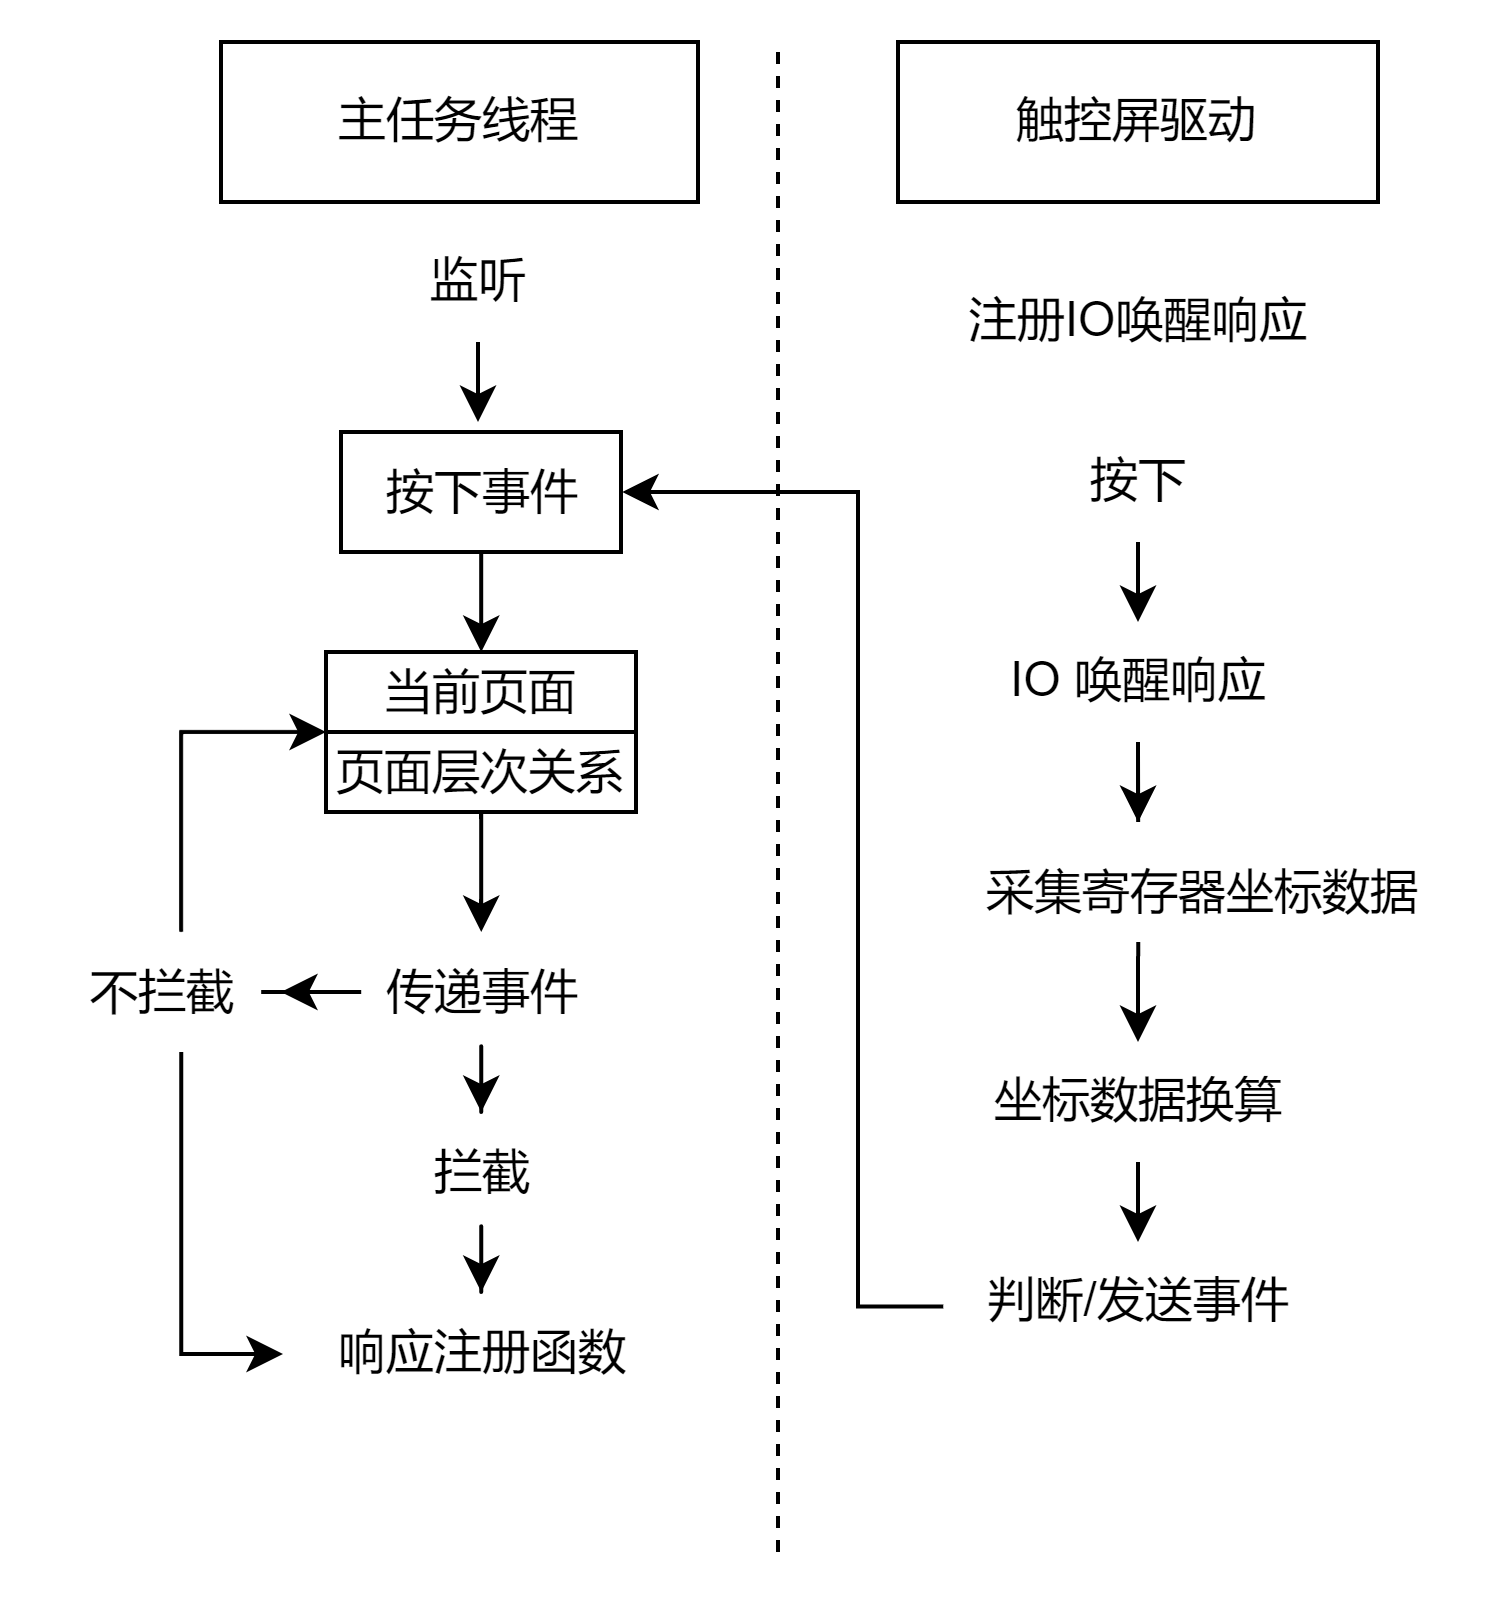 主任务线程
监听
按下事件
当前页面
页面层次关系
不拦截
传递事件
拦截
响应注册函数
触控屏驱动
注册IO唤醒响应
按下
IO 唤醒响应
采集寄存器坐标数据
坐标数据换算
判断/发送事件